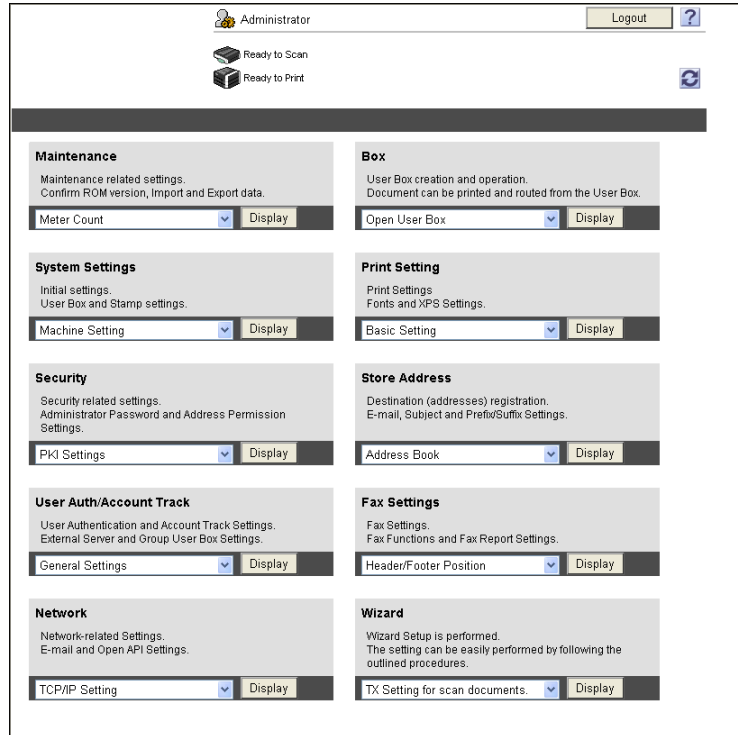 Administrator
Logout
?
Ready to Scan
Ready to Print
Maintenance
Maintenance related settings.
Confirm ROM version, Import and Export data.
Meter Count
Display
Box
User Box creation and operation.
Document can be printed and routed from the User Box.
Open User Box
Display
System Settings
Initial settings.
User Box and Stamp settings.
Machine Setting
Display
Print Setting
Print Settings
Fonts and XPS Settings.
Basic Setting
Display
Security
Security related settings.
Administrator Password and Address Permission
Settings.
PKI Settings
Display
Store Address
Destination (addresses) registration.
E-mail, Subject and Prefix/Suffix Settings.
Address Book
Display
User Auth/Account Track
User Authentication and Account Track Settings.
External Server and Group User Box Settings.
General Settings
Display
Fax Settings
Fax Settings.
Fax Functions and Fax Report Settings.
Header/Footer Position
Display
Network
Network-related Settings.
E-mail and Open API Settings.
TCP/IP Setting
Display
Wizard
Wizard Setup is performed.
The setting can be easily performed by following the
outlined procedures.
TX Setting for scan documents.
Display